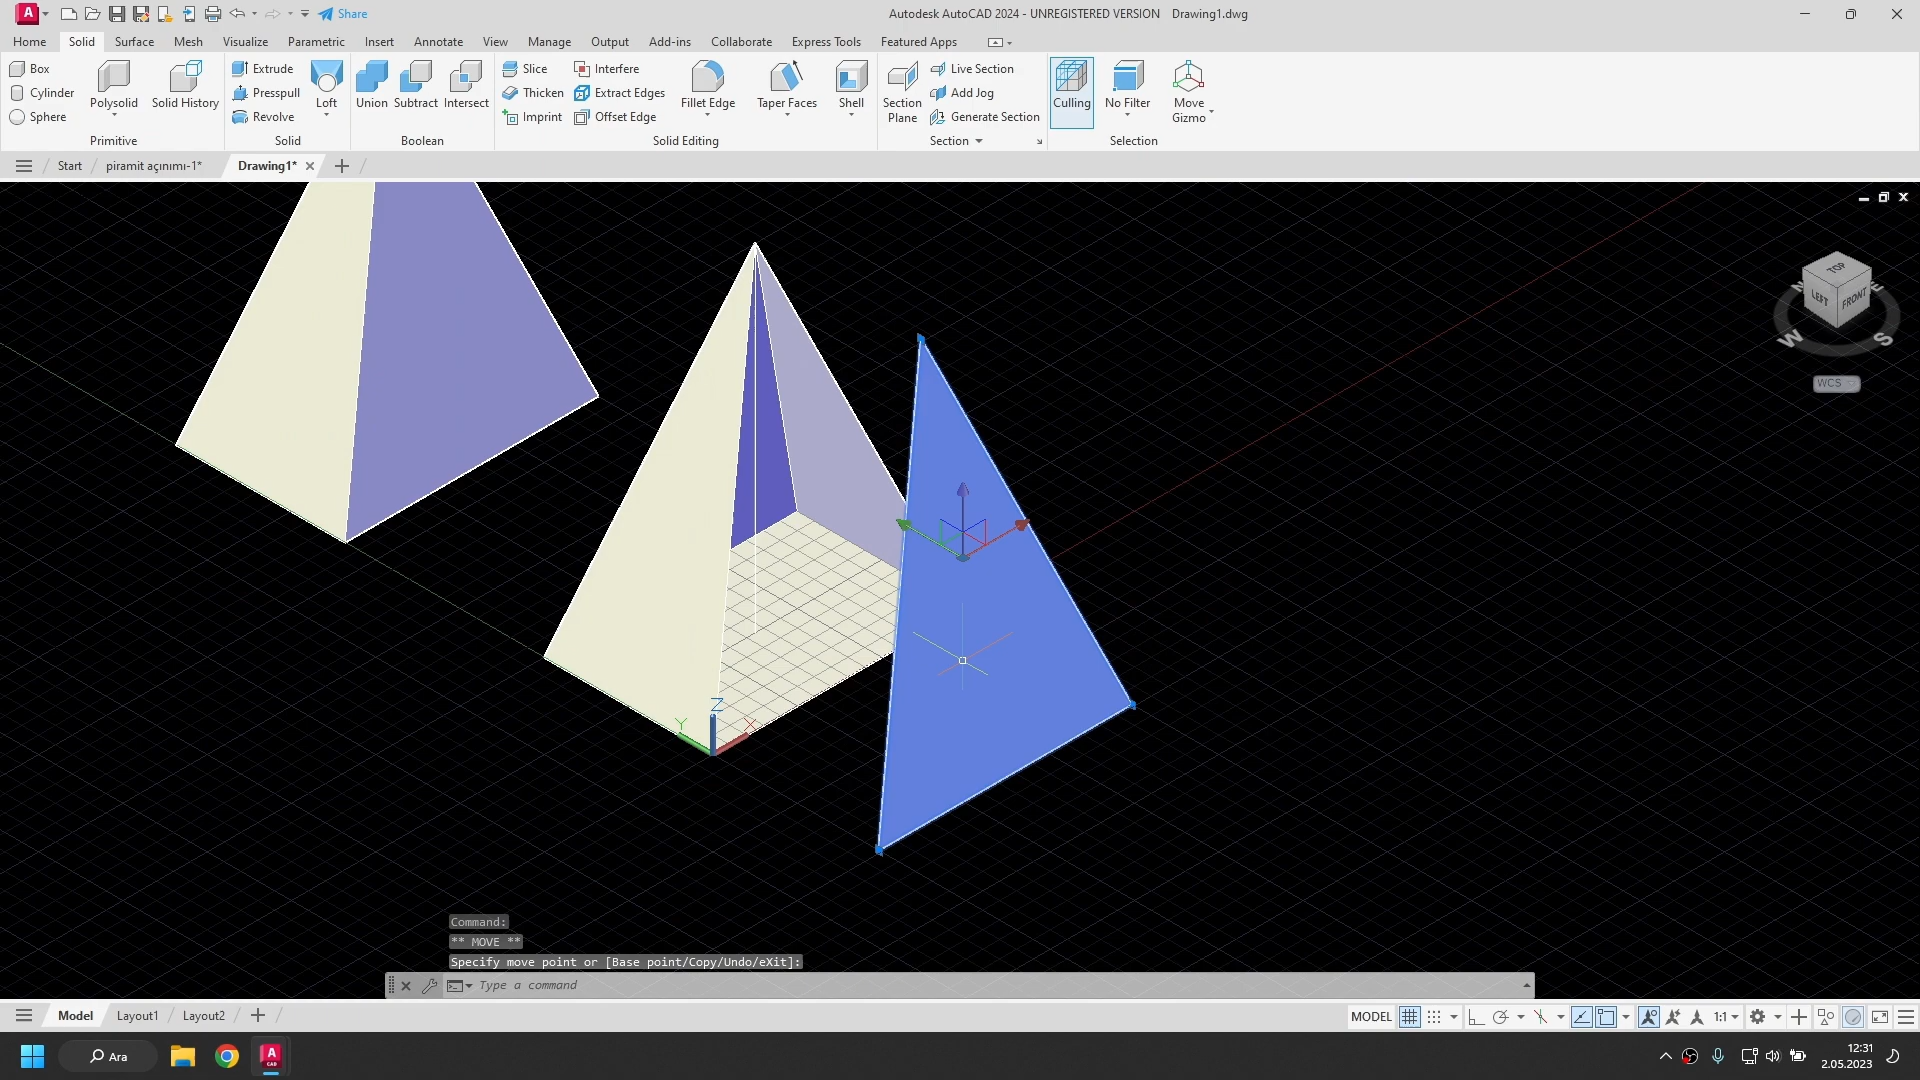 A Share Autodesk AutoCAD 2024 - UNREGISTERED VERSION Drawing1.dwg
Home Solid Surface Mesh Visualize Parametric Insert Annotate View Manage Output Add-ins Collaborate Express Tools Featured Apps
Box
Cylinder
Sphere
Polysolid
Solid History
Primitive
Extrude
Presspull
Revolve
Loft
Solid
Union
Subtract
Intersect
Boolean
Slice
Thicken
Imprint
Interfere
Extract Edges
Offset Edge
Fillet Edge
Taper Faces
Shell
Solid Editing
Section
Plane
Live Section
Add Jog
Generate Section
Section
Culling
No Filter
Move
Gizmo
Selection
Start piramit açınımı-1* Drawing1*
TOP
LEFT
FRONT
N
E
W
S
WCS
Z
Y
X
Command:
** MOVE **
Specify move point or [Base point/Copy/Undo/eXit]:
Type a command
Model Layout1 Layout2
MODEL
1:1
Ara
A
CAD
12:31
2.05.2023